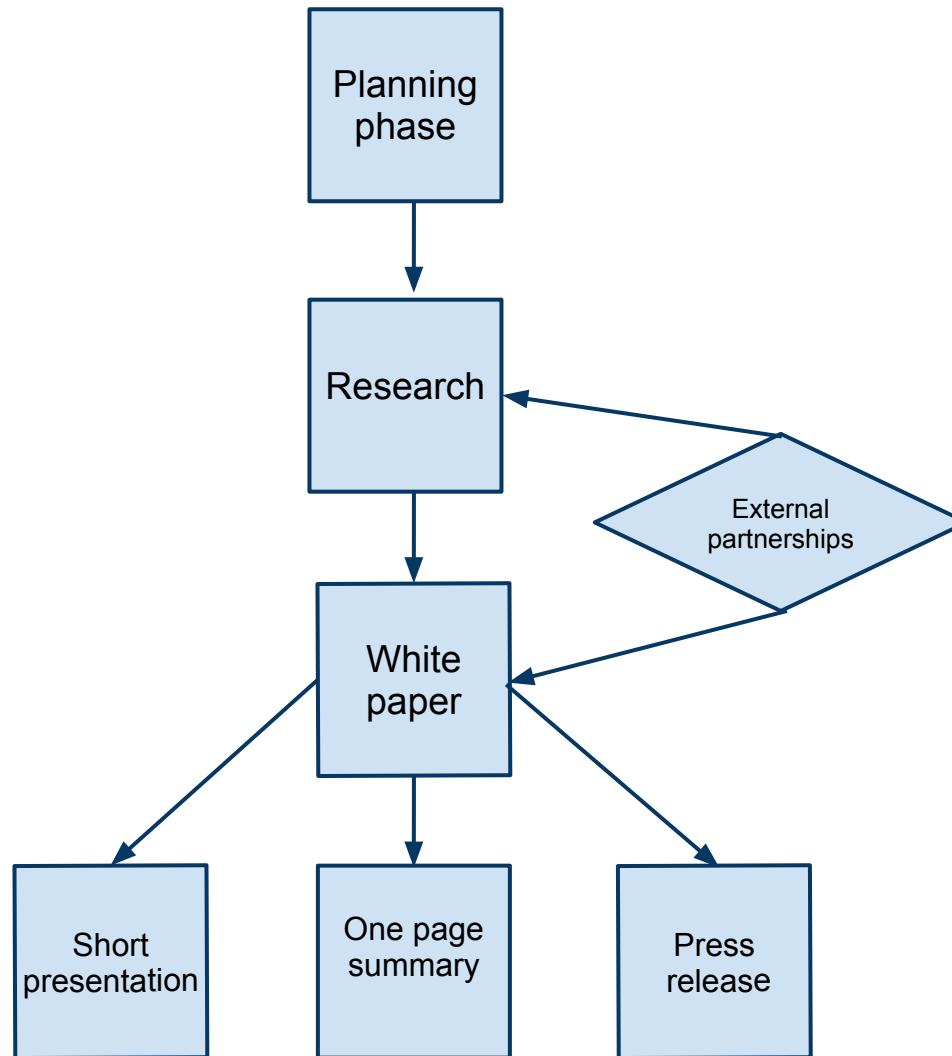 Planning
phase
Research
External
partnerships
White
paper
Short
presentation
One page
summary
Press
release